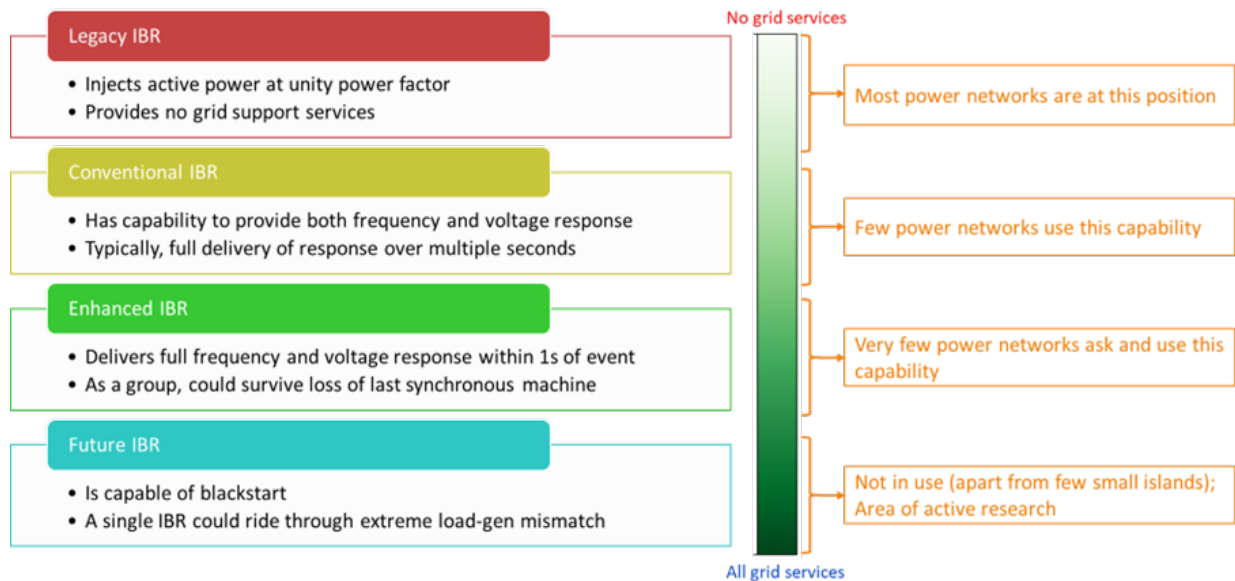 No grid services
Legacy IBR
• Injects active power at unity power factor
• Provides no grid support services
Most power networks are at this position
Conventional IBR
• Has capability to provide both frequency and voltage response
• Typically, full delivery of response over multiple seconds
Few power networks use this capability
Enhanced IBR
• Delivers full frequency and voltage response within 1s of event
• As a group, could survive loss of last synchronous machine
Very few power networks ask and use this
capability
Future IBR
• Is capable of blackstart
• A single IBR could ride through extreme load-gen mismatch
Not in use (apart from few small islands);
Area of active research
All grid services